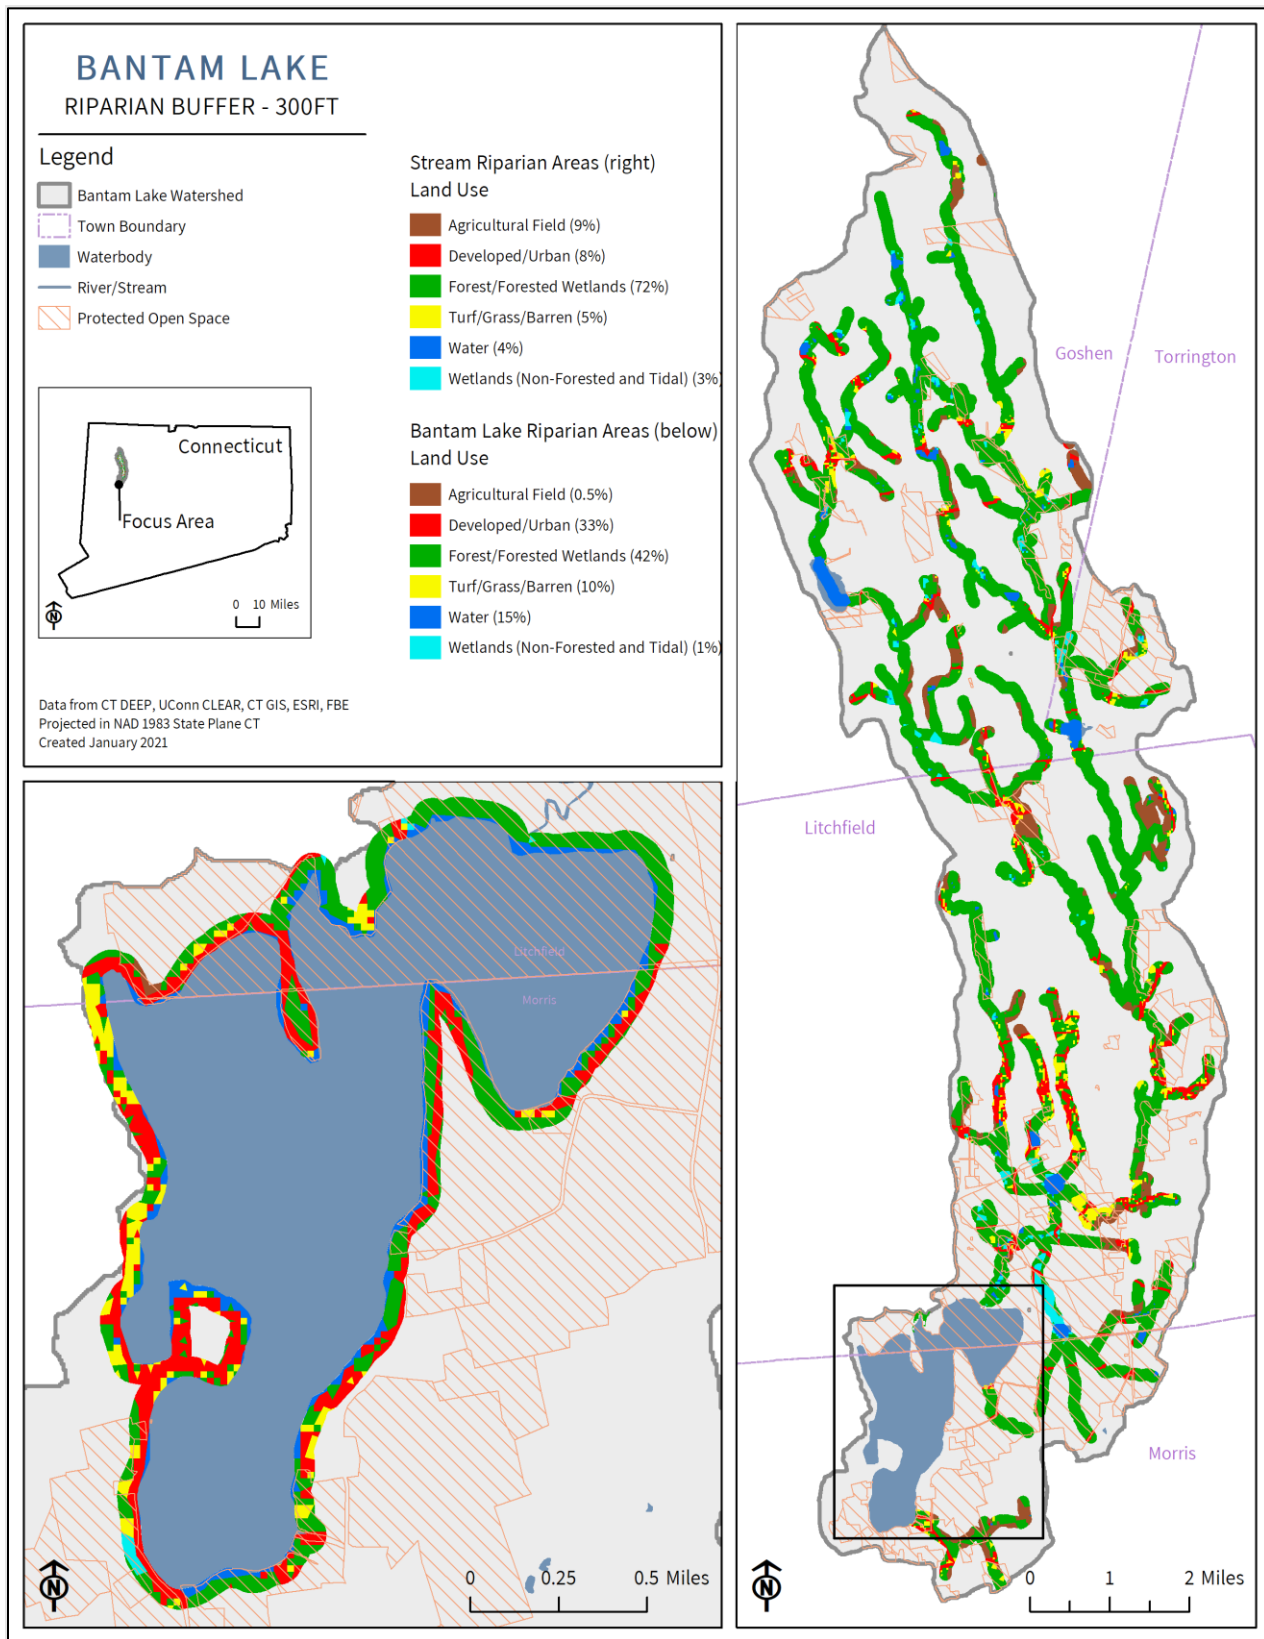 BANTAM LAKE
RIPARIAN BUFFER - 300FT
Legend
Bantam Lake Watershed
Town Boundary
Waterbody
River/Stream
Protected Open Space
Stream Riparian Areas (right)
Land Use
Agricultural Field (9%)
Developed/Urban (8%)
Forest/Forested Wetlands (72%)
Turf/Grass/Barren (5%)
Water (4%)
Wetlands (Non-Forested and Tidal) (3%)
Bantam Lake Riparian Areas (below)
Land Use
Agricultural Field (0.5%)
Developed/Urban (33%)
Forest/Forested Wetlands (42%)
Turf/Grass/Barren (10%)
Water (15%)
Wetlands (Non-Forested and Tidal) (1%)
Connecticut
Focus Area
N
0 10 Miles
Data from CT DEEP, UConn CLEAR, CT GIS, ESRI, FBE
Projected in NAD 1983 State Plane CT
Created January 2021
Litchfield
Morris
N
0 0.25 0.5 Miles
Goshen
Torrington
Litchfield
Morris
N
0 1 2 Miles